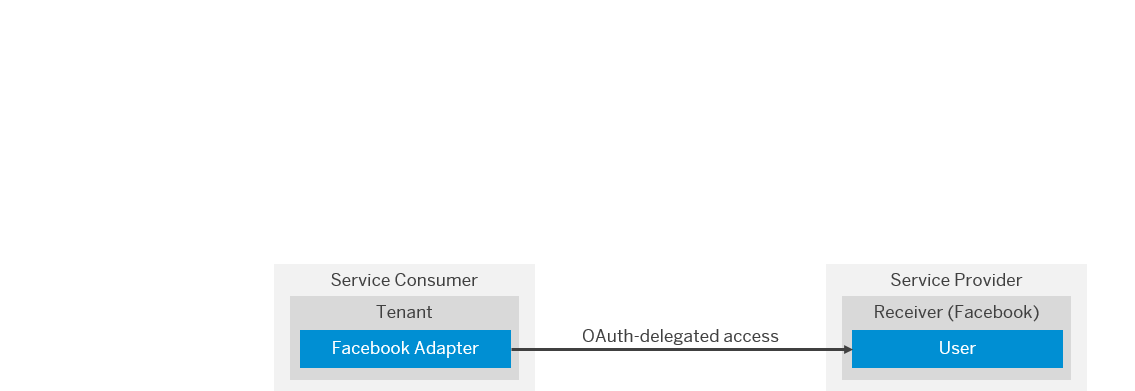 Service Consumer
Tenant
Facebook Adapter
OAuth-delegated access
Service Provider
Receiver (Facebook)
User